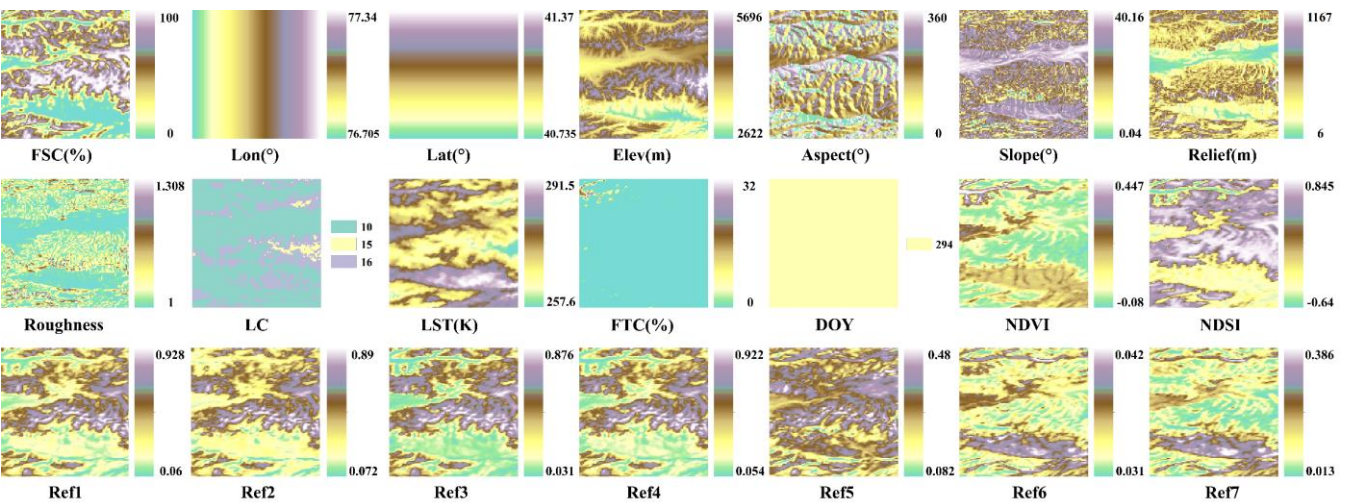 100
0
FSC(%)
77.34
76.705
Lon(°)
41.37
40.735
Lat(°)
5696
2622
Elev(m)
360
0
Aspect(°)
40.16
0.04
Slope(°)
1167
6
Relief(m)
1.308
1
Roughness
10
15
16
LC
291.5
257.6
LST(K)
32
0
FTC(%)
294
DOY
0.447
-0.08
NDVI
0.845
-0.64
NDSI
0.928
0.06
Ref1
0.89
0.072
Ref2
0.876
0.031
Ref3
0.922
0.054
Ref4
0.48
0.082
Ref5
0.042
0.031
Ref6
0.386
0.013
Ref7